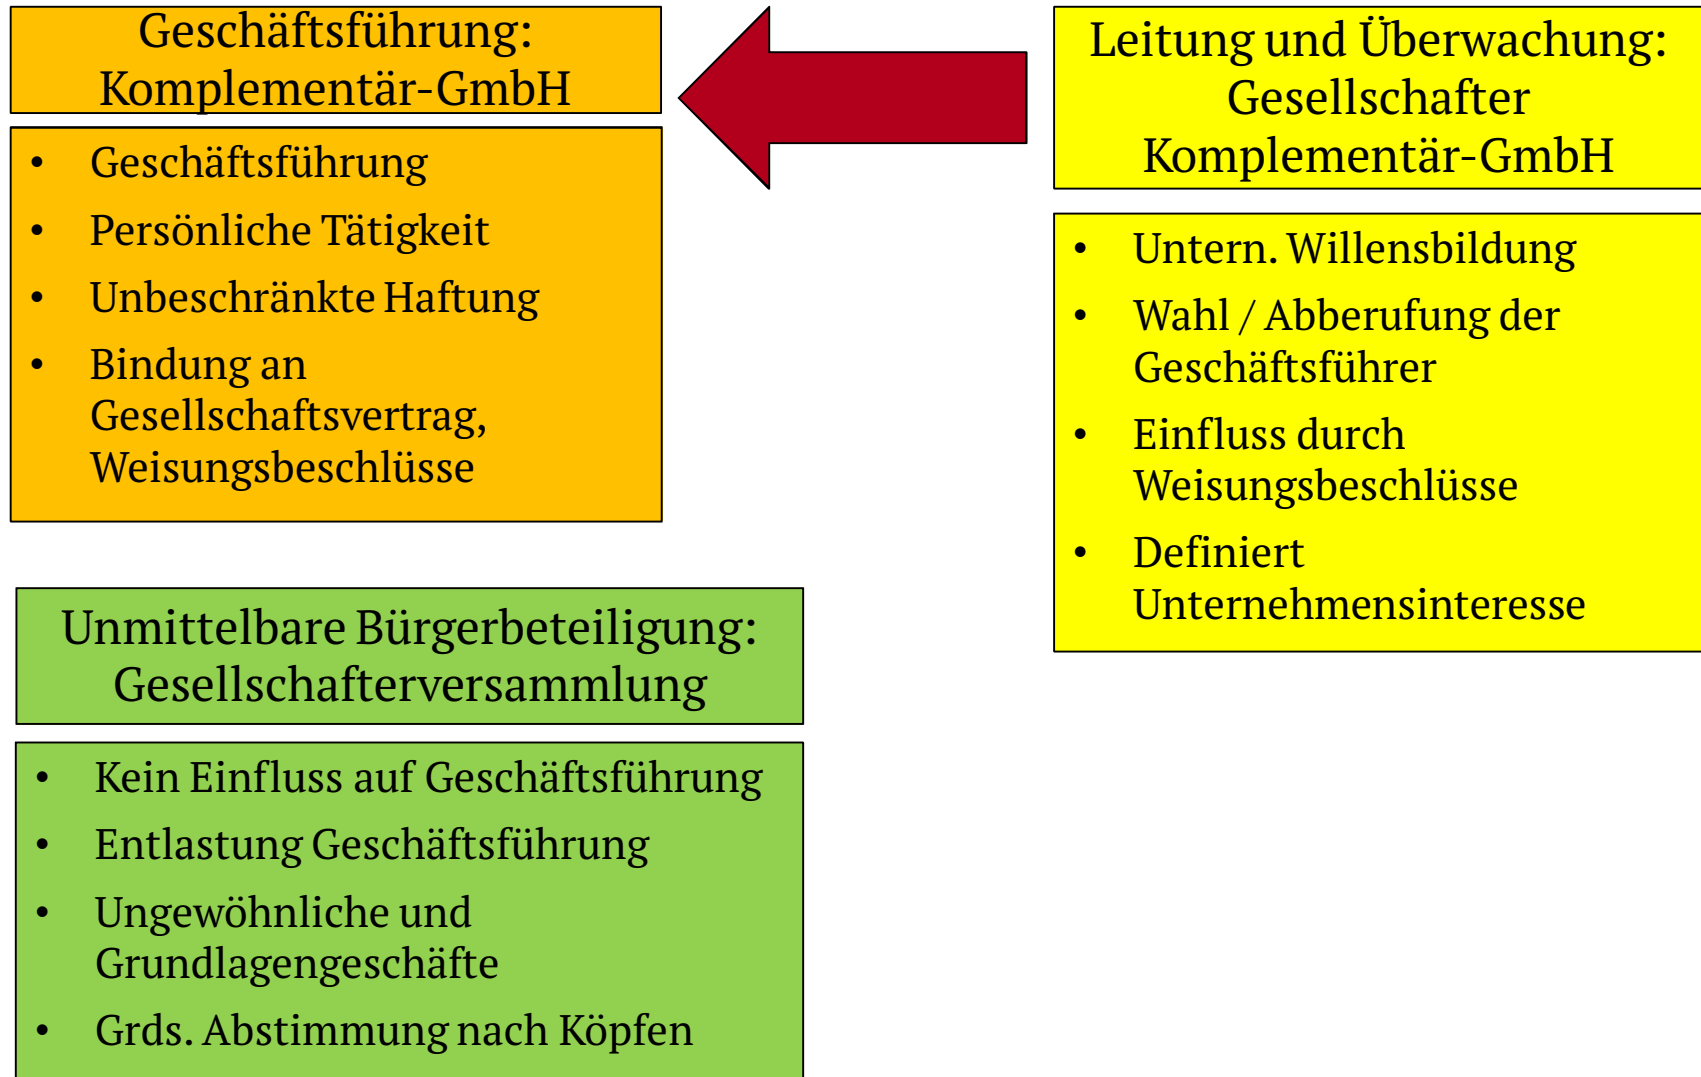 Geschäftsführung:
Komplementär-GmbH
• Geschäftsführung
• Persönliche Tätigkeit
• Unbeschränkte Haftung
• Bindung an
Gesellschaftsvertrag,
Weisungsbeschlüsse
Leitung und Überwachung:
Gesellschafter
Komplementär-GmbH
• Untern. Willensbildung
• Wahl / Abberufung der
Geschäftsführer
• Einfluss durch
Weisungsbeschlüsse
• Definiert
Unternehmensinteresse
Unmittelbare Bürgerbeteiligung:
Gesellschafterversammlung
• Kein Einfluss auf Geschäftsführung
• Entlastung Geschäftsführung
• Ungewöhnliche und
Grundlagengeschäfte
• Grds. Abstimmung nach Köpfen